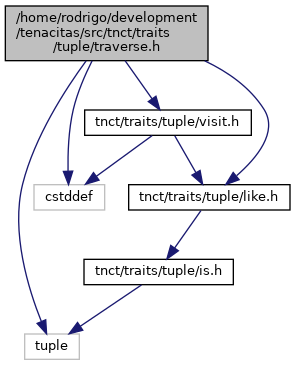 /home/rodrigo/development
/tenacitas/src/tnct/traits
/tuple/traverse.h
tnct/traits/tuple/visit.h
cstddef
tnct/traits/tuple/like.h
tnct/traits/tuple/is.h
tuple